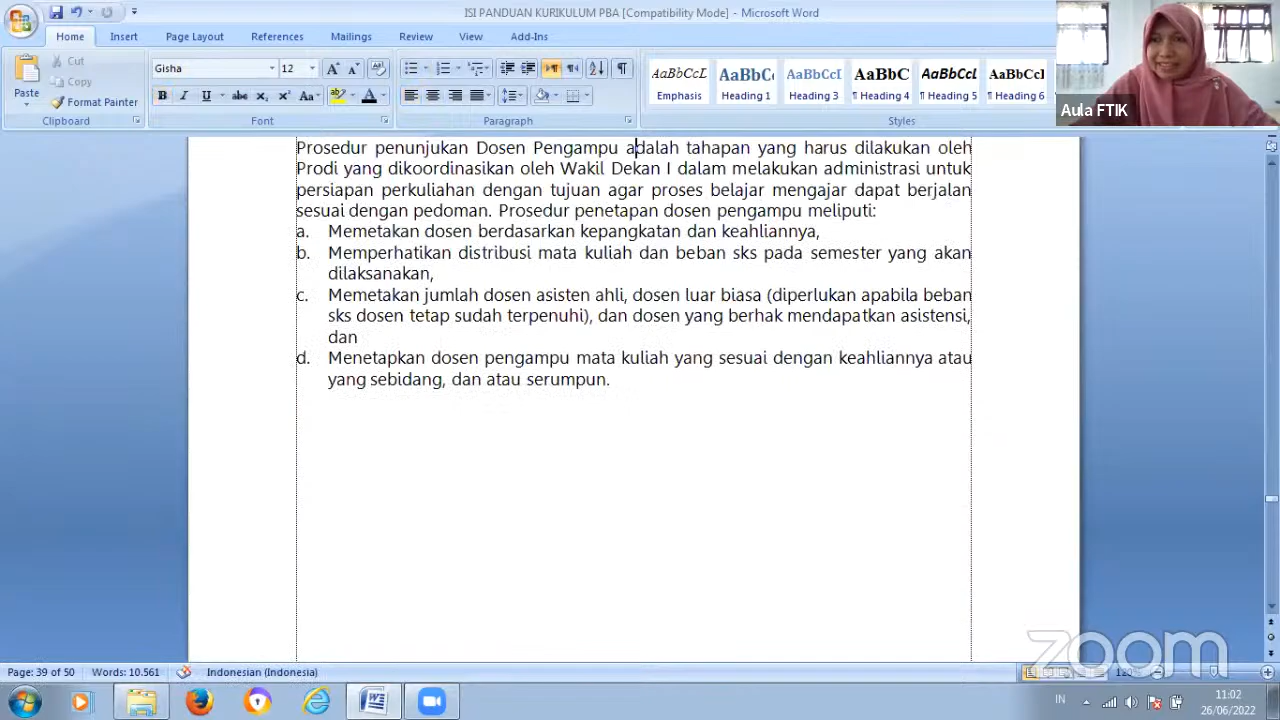 ISI PANDUAN KURIKULUM PBA [Compatibility Mode] - Microsoft Word
Home Insert Page Layout References Mailings Review View Add-Ins
Paste
Cut
Copy
Format Painter
Clipboard
Gisha 12
Font
Paragraph
AaBbCcL AaBbCc AaBbCcI AaBbC AaBbCcL AaBbCcI
Emphasis Heading 1 Heading 3 ¶ Heading 4 ¶ Heading 5 ¶ Heading 6
Styles
Aula FTIK
Prosedur penunjukan Dosen Pengampu adalah tahapan yang harus dilakukan oleh
Prodi yang dikoordinasikan oleh Wakil Dekan I dalam melakukan administrasi untuk
persiapan perkuliahan dengan tujuan agar proses belajar mengajar dapat berjalan
sesuai dengan pedoman. Prosedur penetapan dosen pengampu meliputi:
a. Memetakan dosen berdasarkan kepangkatan dan keahliannya,
b. Memperhatikan distribusi mata kuliah dan beban sks pada semester yang akan
dilaksanakan,
c. Memetakan jumlah dosen asisten ahli, dosen luar biasa (diperlukan apabila beban
sks dosen tetap sudah terpenuhi), dan dosen yang berhak mendapatkan asistensi,
dan
d. Menetapkan dosen pengampu mata kuliah yang sesuai dengan keahliannya atau
yang sebidang, dan atau serumpun.
zoom
Page: 39 of 50 Words: 10.561 Indonesian (Indonesia)
IN
11:02
26/06/2022